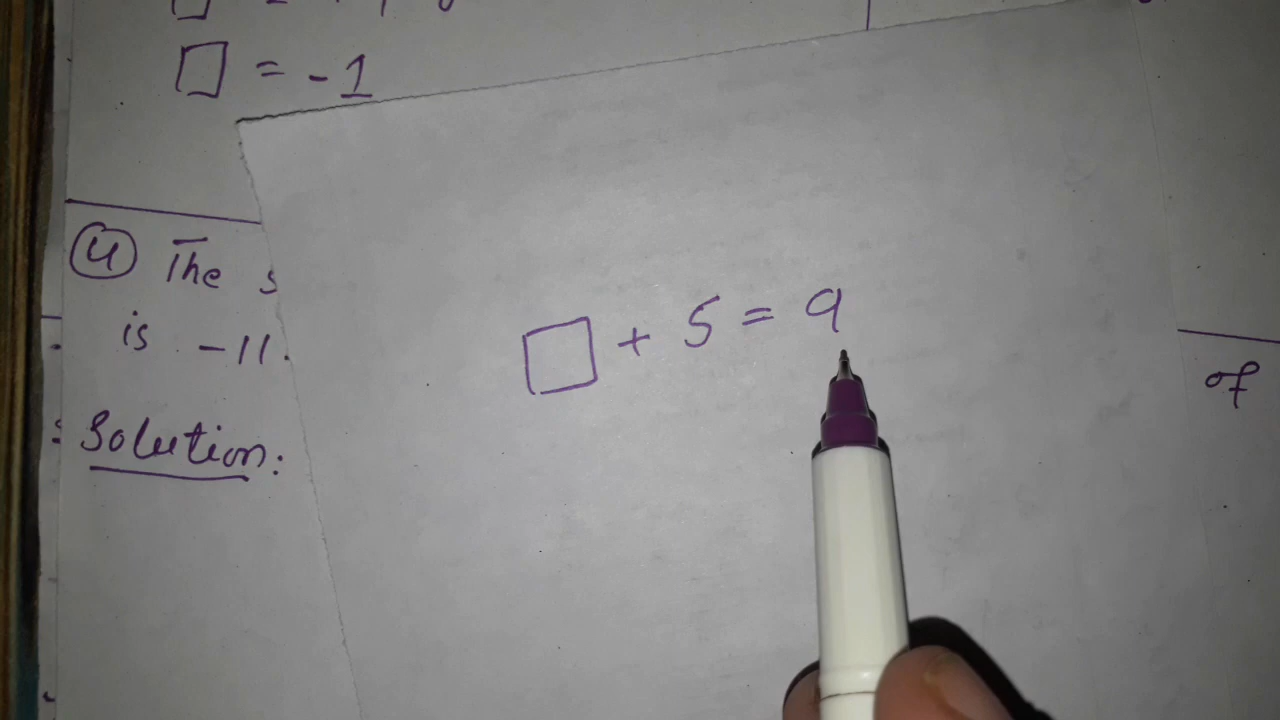 □ = -1
④ The
□ + 5 = 9
is -11.
of
Solution: